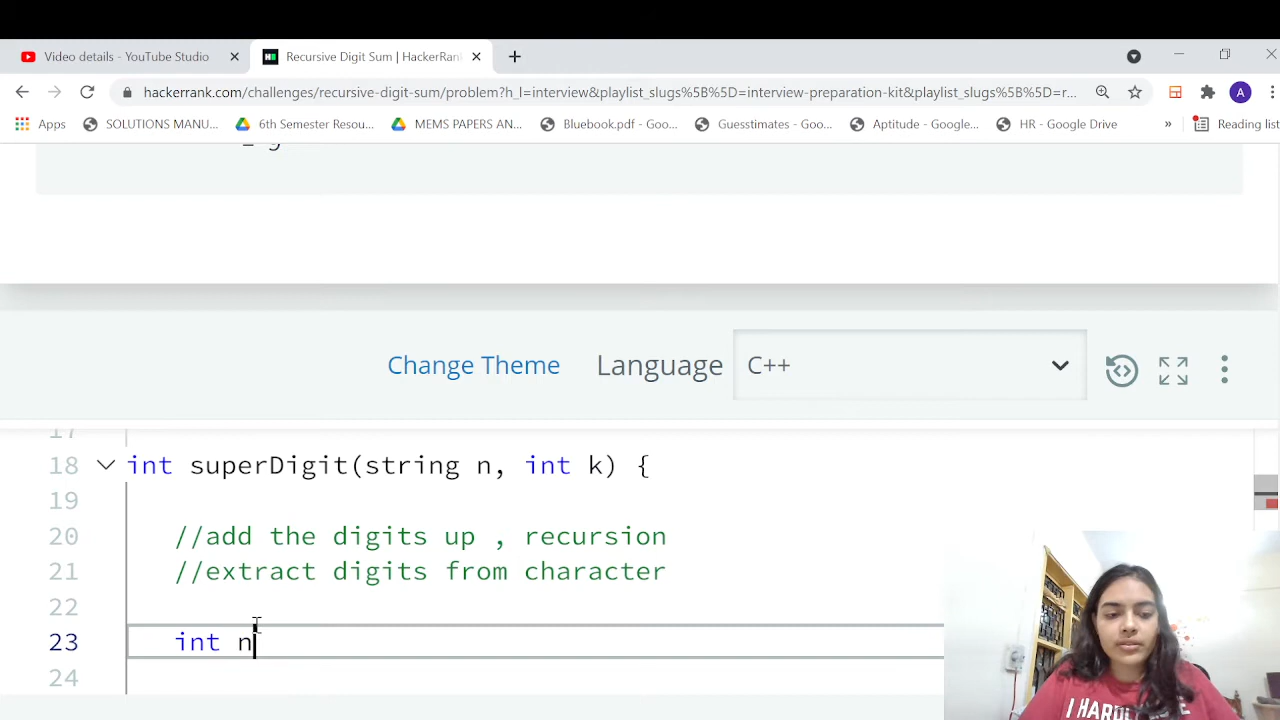 Video details - YouTube Studio
Recursive Digit Sum | HackerRank
hackerrank.com/challenges/recursive-digit-sum/problem?h_l=interview&playlist_slugs%5B%5D=interview-preparation-kit&playlist_slugs%5B%5D=r...
A
Apps
SOLUTIONS MANU...
6th Semester Resou...
MEMS PAPERS AN...
Bluebook.pdf - Goo...
Guesstimates - Goo...
Aptitude - Google...
HR - Google Drive
»
Reading list
Change Theme
Language
C++
17
18 int superDigit(string n, int k) {
19
20 //add the digits up , recursion
21 //extract digits from character
22
23 int n
24